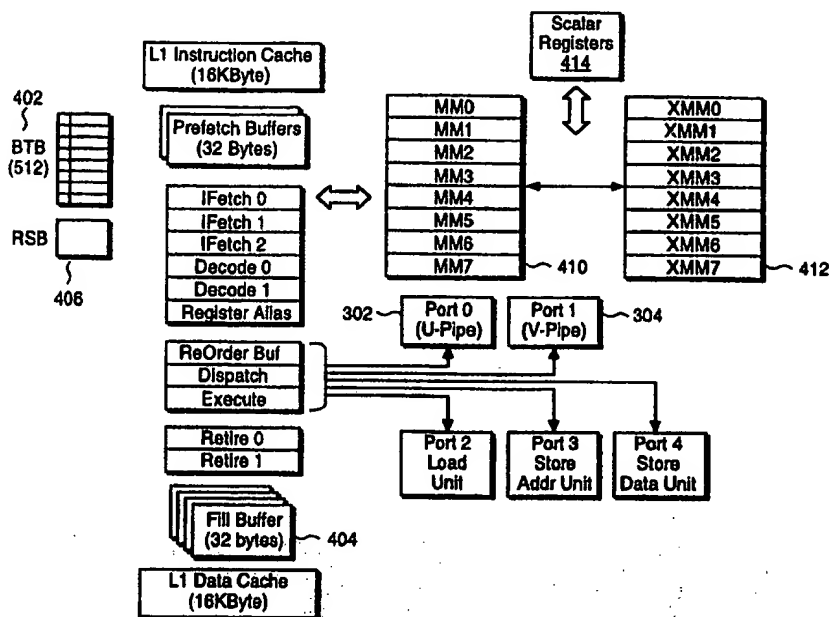 L1 Instruction Cache
(16KByte)
Scalar
Registers
414
402
BTB
(512)
Prefetch Buffers
(32 Bytes)
MM0
MM1
MM2
MM3
MM4
MM5
MM6
MM7
410
XMM0
XMM1
XMM2
XMM3
XMM4
XMM5
XMM6
XMM7
412
RSB
406
IFetch 0
IFetch 1
IFetch 2
Decode 0
Decode 1
Register Alias
302
Port 0
(U-Pipe)
Port 1
(V-Pipe)
304
ReOrder Buf
Dispatch
Execute
Retire 0
Retire 1
Port 2
Load
Unit
Port 3
Store
Addr Unit
Port 4
Store
Data Unit
Fill Buffer
(32 bytes)
404
L1 Data Cache
(16KByte)